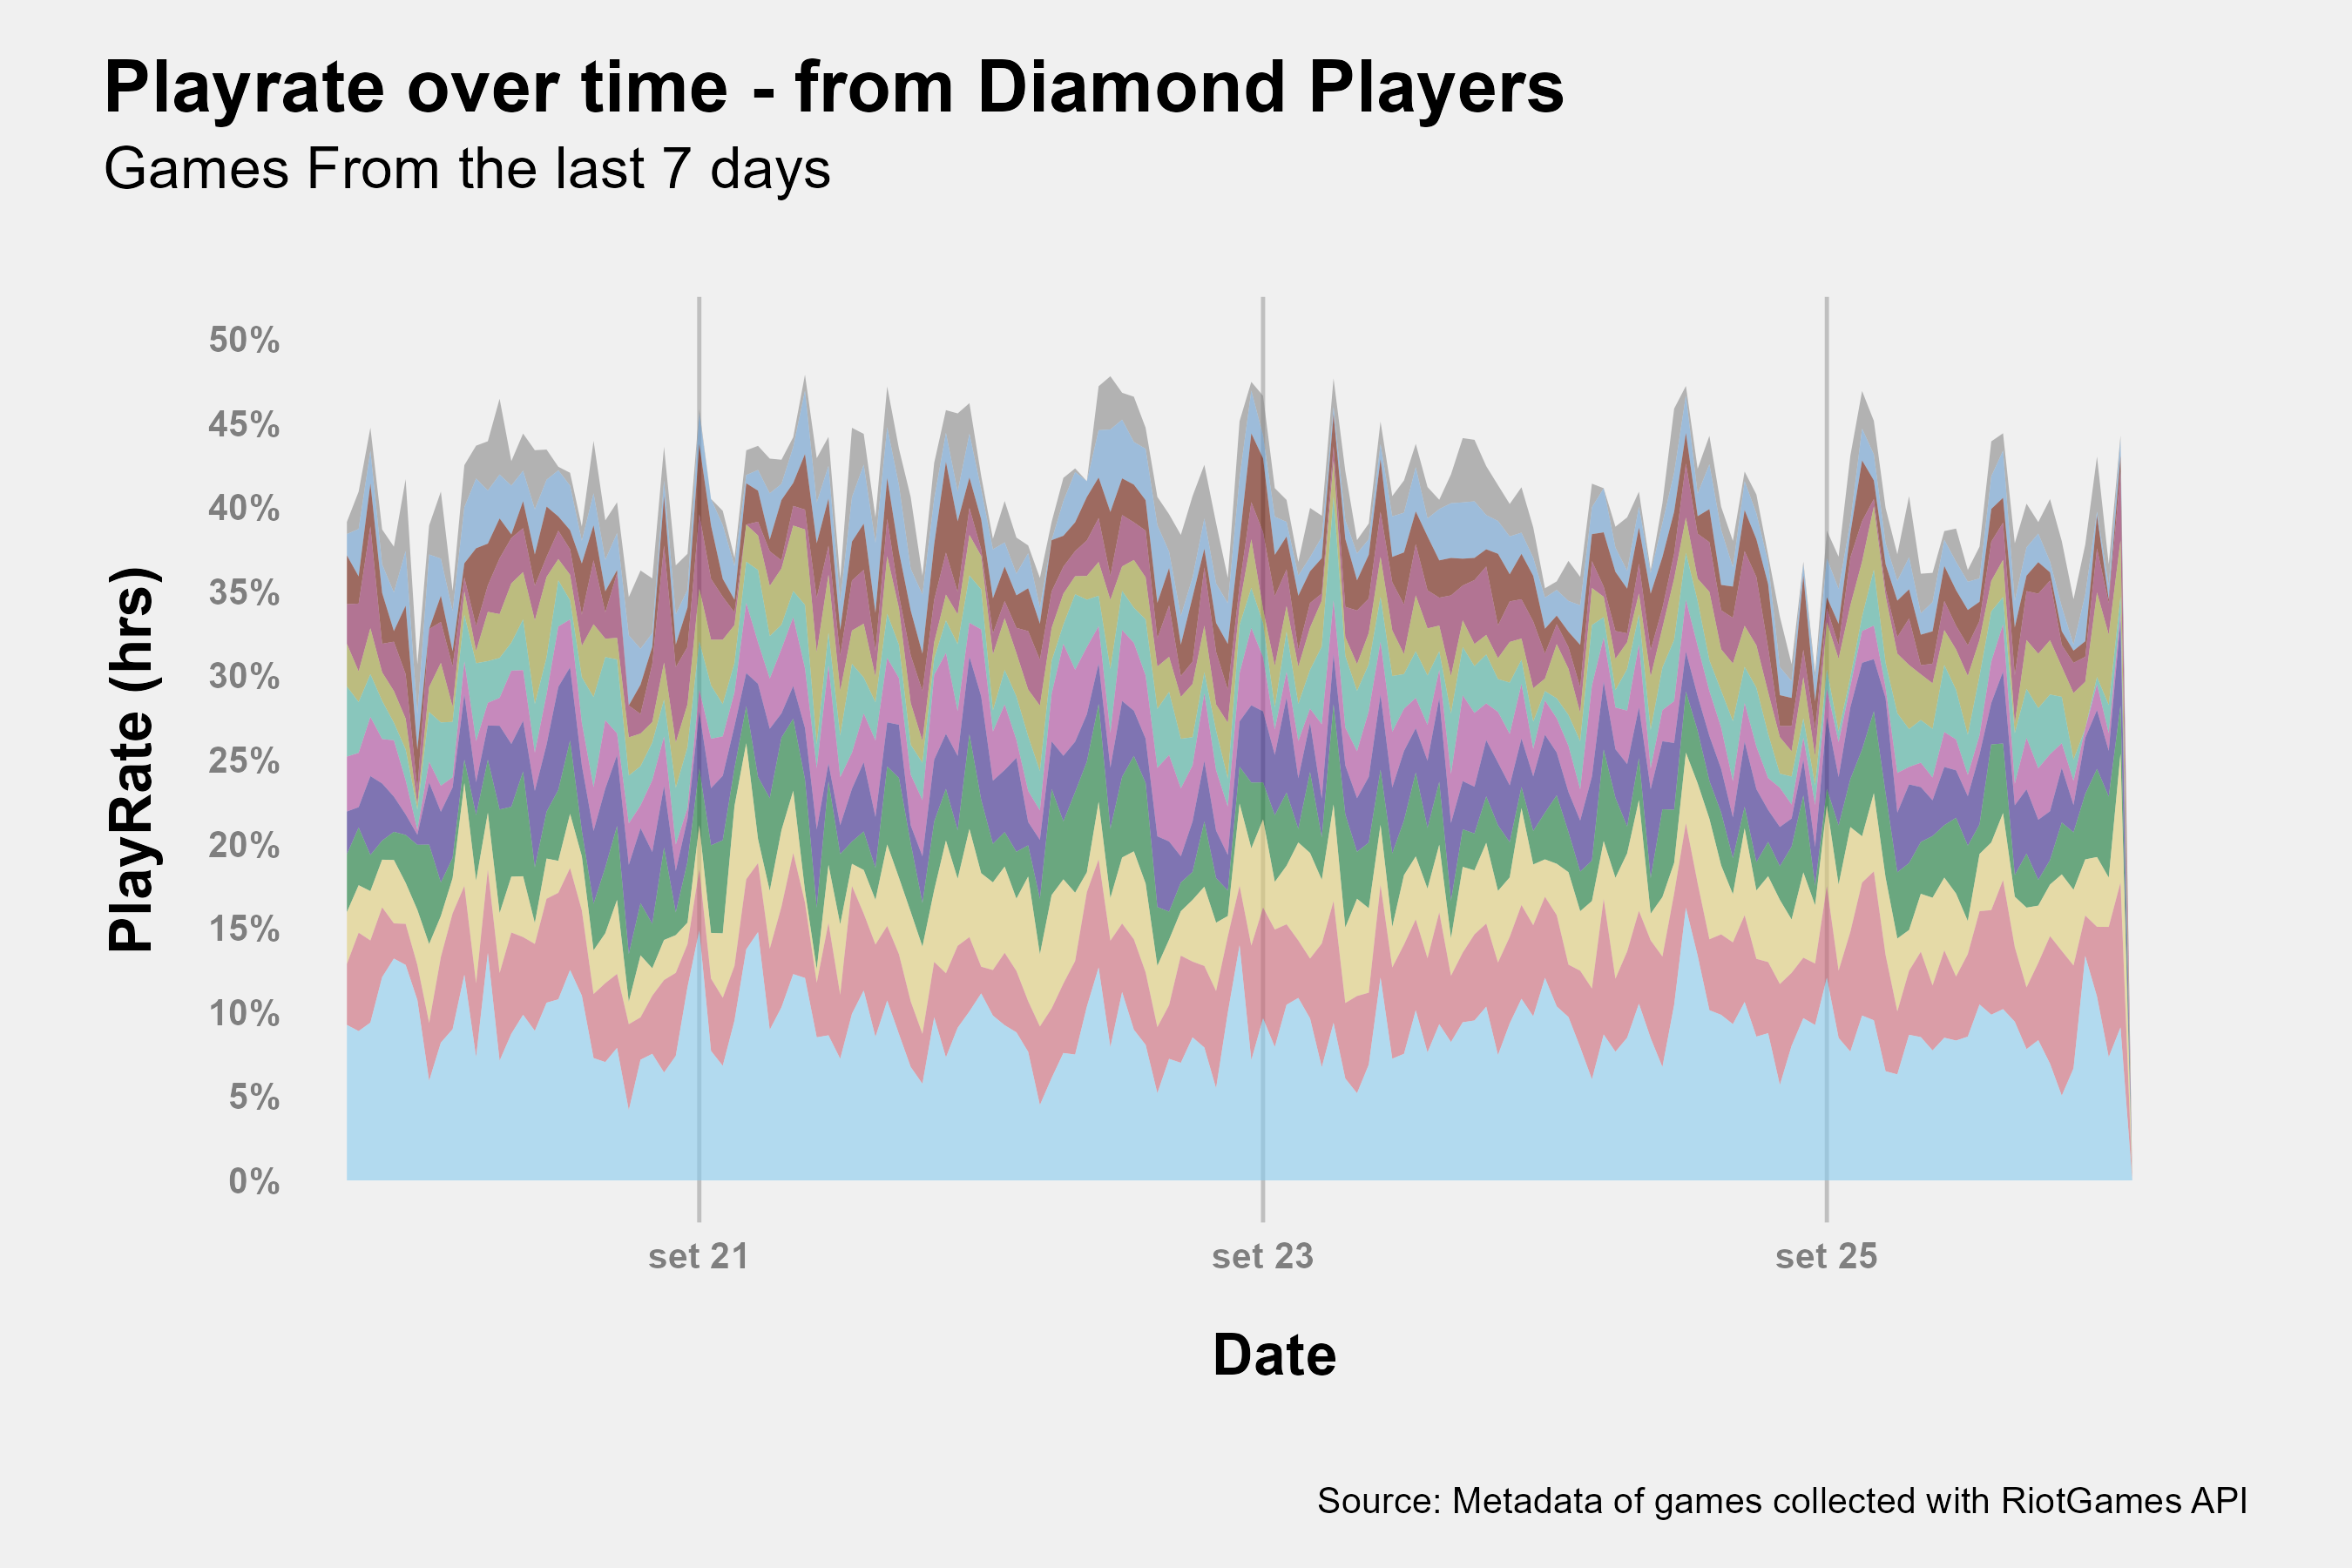 Playrate over time - from Diamond Players
Games From the last 7 days
PlayRate (hrs)
50%
45%
40%
35%
30%
25%
20%
15%
10%
5%
0%
set 21
set 23
set 25
Date
Source: Metadata of games collected with RiotGames API